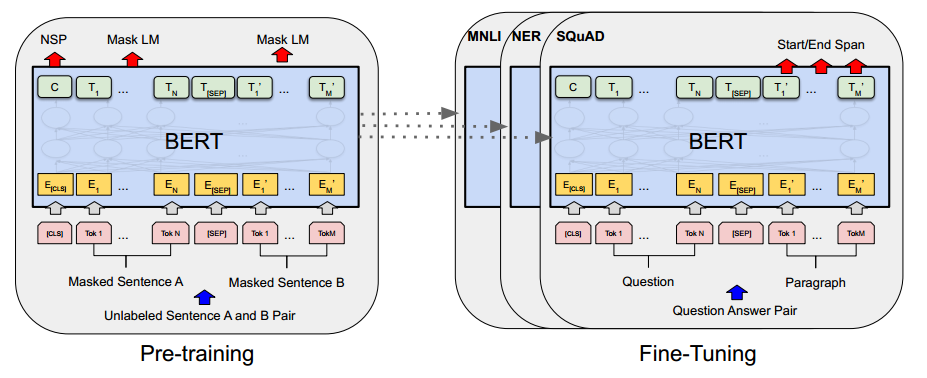 NSP Mask LM Mask LM
C T1 ... TN T[SEP] T1' ... TM'
BERT
E[CLS] E1 ... EN E[SEP] E1' ... EM'
[CLS] Tok 1 ... Tok N [SEP] Tok 1 ... TokM
Masked Sentence A Masked Sentence B
Unlabeled Sentence A and B Pair
Pre-training
MNLI NER SQuAD
Start/End Span
C T1 ... TN T[SEP] T1' ... TM'
BERT
E[CLS] E1 ... EN E[SEP] E1' ... EM'
[CLS] Tok 1 ... Tok N [SEP] Tok 1 ... TokM
Question Paragraph
Question Answer Pair
Fine-Tuning